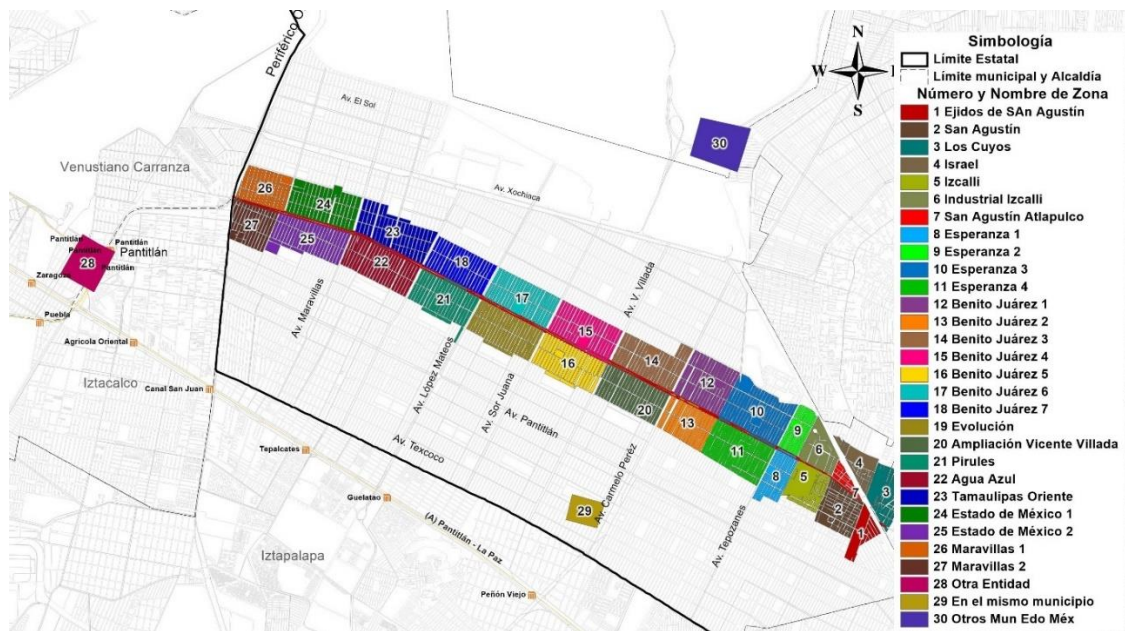 Periférico O
Av. El Sol
Venustiano Carranza
Av. Xochiaca
30
26
24
27
25
23
22
18
21
17
15
14
12
16
20
13
10
11
9
8
6
5
4
7
3
2
1
28
29
Pantitlán
Pantitlán
Pantitlán
Pantitlán
Pantitlán
Zaragoza
Puebla
Agrícola Oriental
Iztacalco
Canal San Juan
Av. Maravillas
Av. López Mateos
Av. Sor Juana
Av. Pantitlán
Av. V. Villada
Av. Texcoco
Av. Carmelo Peréz
Av. Tepozanes
Tepalcates
Guelatao
(A) Pantitlán - La Paz
Iztapalapa
Peñón Viejo
N
W
S
Simbología
Límite Estatal
Límite municipal y Alcaldía
Número y Nombre de Zona
1 Ejidos de SAn Agustín
2 San Agustín
3 Los Cuyos
4 Israel
5 Izcalli
6 Industrial Izcalli
7 San Agustín Atlapulco
8 Esperanza 1
9 Esperanza 2
10 Esperanza 3
11 Esperanza 4
12 Benito Juárez 1
13 Benito Juárez 2
14 Benito Juárez 3
15 Benito Juárez 4
16 Benito Juárez 5
17 Benito Juárez 6
18 Benito Juárez 7
19 Evolución
20 Ampliación Vicente Villada
21 Pirules
22 Agua Azul
23 Tamaulipas Oriente
24 Estado de México 1
25 Estado de México 2
26 Maravillas 1
27 Maravillas 2
28 Otra Entidad
29 En el mismo municipio
30 Otros Mun Edo Méx